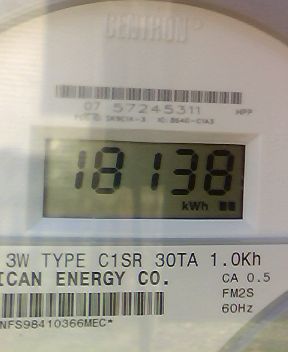 CENTRON®
07 57245311 HPP
18138
kWh
3W TYPE C1SR 30TA 1.0Kh
ICAN ENERGY CO. CA 0.5
FM2S
NFS98410366MEC* 60Hz